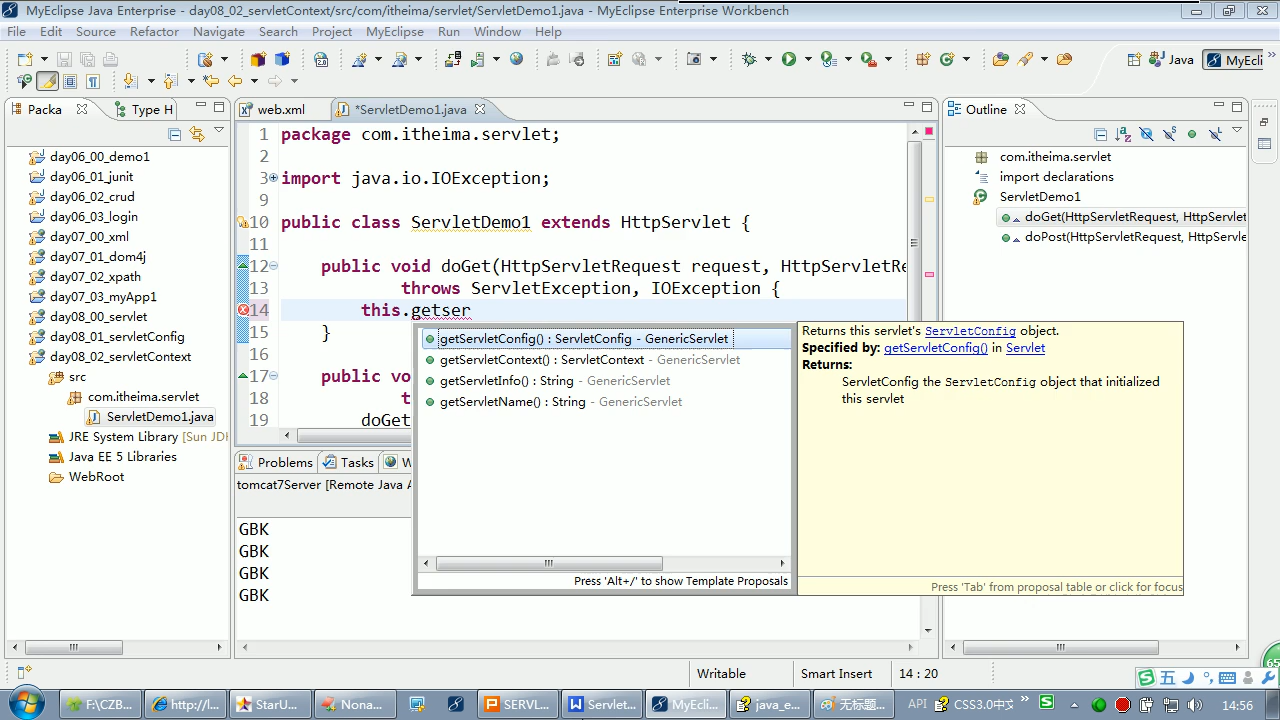 MyEclipse Java Enterprise - day08_02_servletContext/src/com/itheima/servlet/ServletDemo1.java - MyEclipse Enterprise Workbench
File Edit Source Refactor Navigate Search Project MyEclipse Run Window Help
Java MyEcli
Packa Type H
web.xml *ServletDemo1.java
Outline
day06_00_demo1
day06_01_junit
day06_02_crud
day06_03_login
day07_00_xml
day07_01_dom4j
day07_02_xpath
day07_03_myApp1
day08_00_servlet
day08_01_servletConfig
day08_02_servletContext
src
com.itheima.servlet
ServletDemo1.java
JRE System Library [Sun JDK
Java EE 5 Libraries
WebRoot
1 package com.itheima.servlet;
2
3 import java.io.IOException;
10 public class ServletDemo1 extends HttpServlet {
11
12 public void doGet(HttpServletRequest request, HttpServletRe
13 throws ServletException, IOException {
14 this.getser
15 }
16
17 public vo
18 t
19 doGet
getServletConfig() : ServletConfig - GenericServlet
getServletContext() : ServletContext - GenericServlet
getServletInfo() : String - GenericServlet
getServletName() : String - GenericServlet
Press 'Alt+/' to show Template Proposals
Returns this servlet's ServletConfig object.
Specified by: getServletConfig() in Servlet
Returns:
ServletConfig the ServletConfig object that initialized
this servlet
Press 'Tab' from proposal table or click for focus
com.itheima.servlet
import declarations
ServletDemo1
doGet(HttpServletRequest, HttpServlet
doPost(HttpServletRequest, HttpServle
Problems Tasks W
tomcat7Server [Remote Java A
GBK
GBK
GBK
GBK
Writable Smart Insert 14 : 20
五
65
F:\CZB... http://l... StarU... Nona... SERVL... Servlet... MyEcli... java_e... 无标题... API CSS3.0中文 14:56